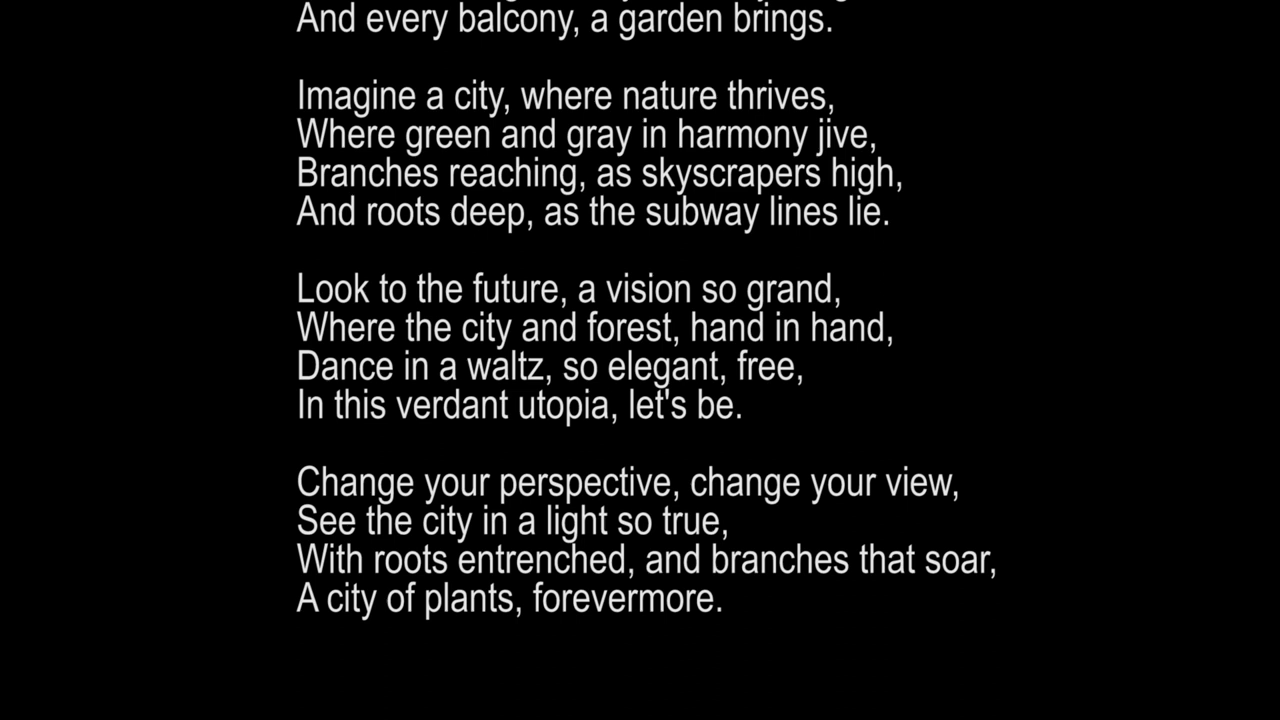 And every balcony, a garden brings.
Imagine a city, where nature thrives,
Where green and gray in harmony jive,
Branches reaching, as skyscrapers high,
And roots deep, as the subway lines lie.
Look to the future, a vision so grand,
Where the city and forest, hand in hand,
Dance in a waltz, so elegant, free,
In this verdant utopia, let's be.
Change your perspective, change your view,
See the city in a light so true,
With roots entrenched, and branches that soar,
A city of plants, forevermore.